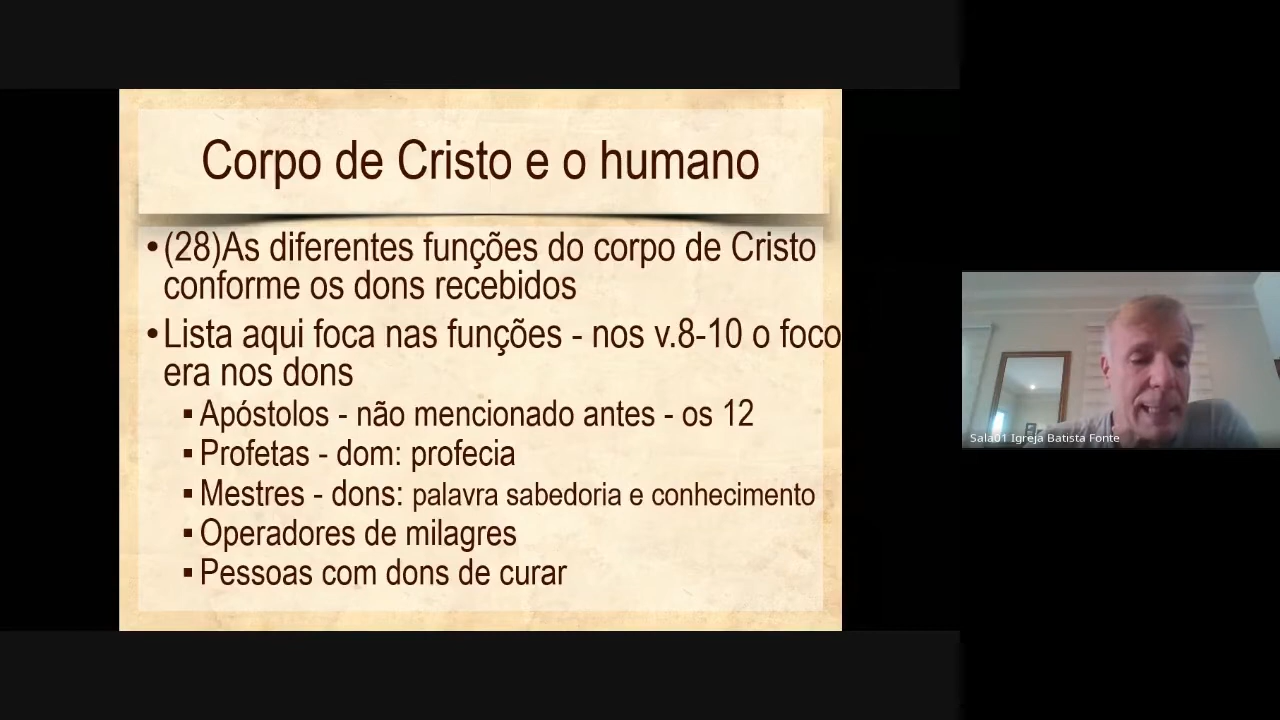 Corpo de Cristo e o humano
•(28)As diferentes funções do corpo de Cristo
conforme os dons recebidos
•Lista aqui foca nas funções - nos v.8-10 o foco
era nos dons
▪Apóstolos - não mencionado antes - os 12
▪Profetas - dom: profecia
▪Mestres - dons: palavra sabedoria e conhecimento
▪Operadores de milagres
▪Pessoas com dons de curar
Sala01 Igreja Batista Fonte